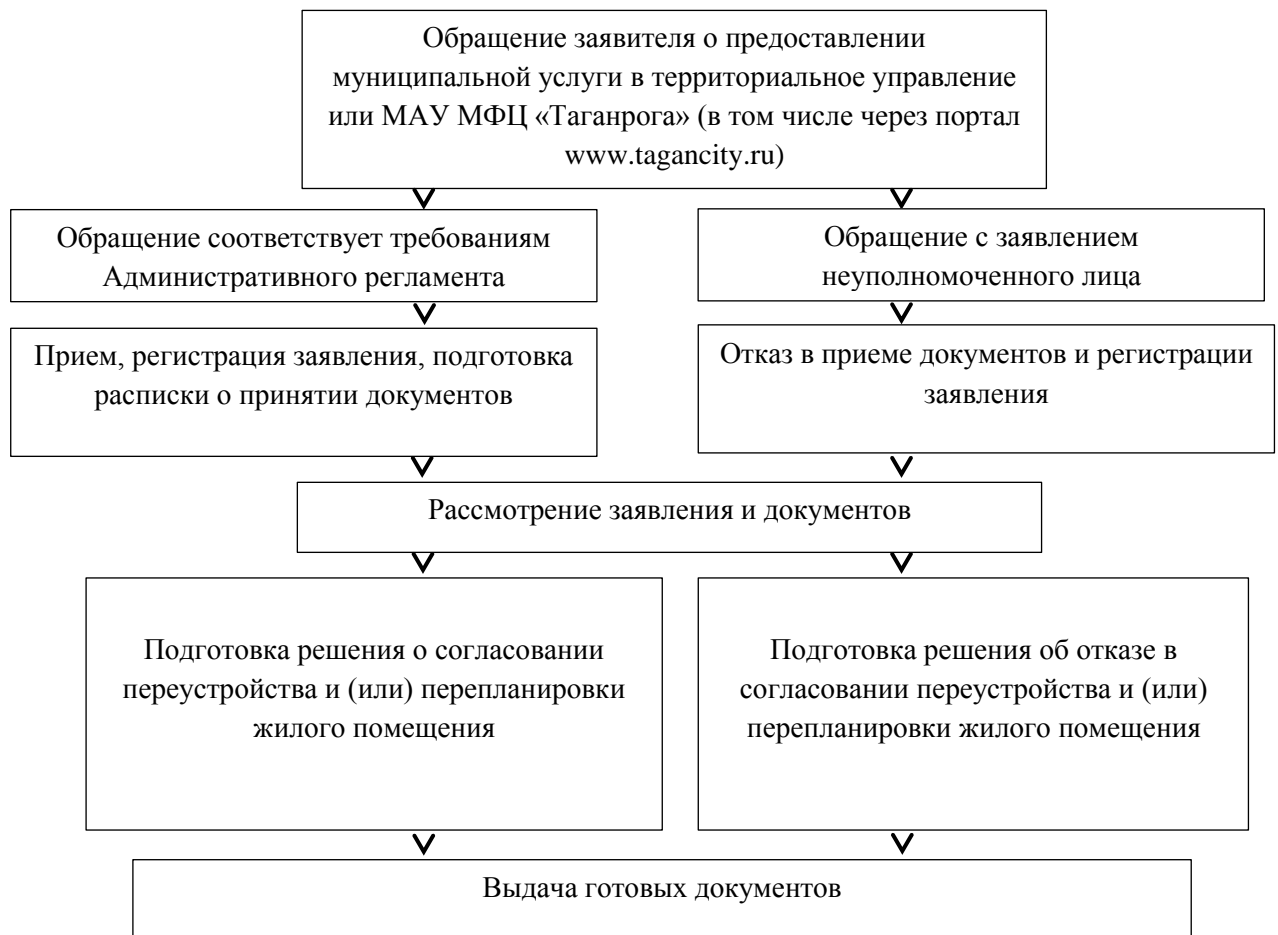 Обращение заявителя о предоставлении
муниципальной услуги в территориальное управление
или МАУ МФЦ «Таганрога» (в том числе через портал
www.tagancity.ru)
Обращение соответствует требованиям
Административного регламента
Обращение с заявлением
неуполномоченного лица
Прием, регистрация заявления, подготовка
расписки о принятии документов
Отказ в приеме документов и регистрации
заявления
Рассмотрение заявления и документов
Подготовка решения о согласовании
переустройства и (или) перепланировки
жилого помещения
Подготовка решения об отказе в
согласовании переустройства и (или)
перепланировки жилого помещения
Выдача готовых документов